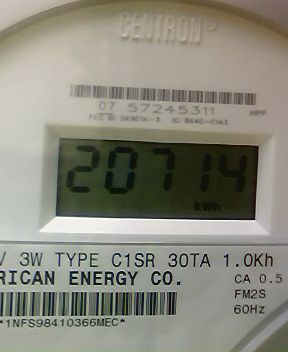 CENTRON®
07 57245311
HPP
20714
kWh
V 3W TYPE C1SR 30TA 1.0Kh
RICAN ENERGY CO.
CA 0.5
FM2S
60Hz
*1NFS98410366MEC*